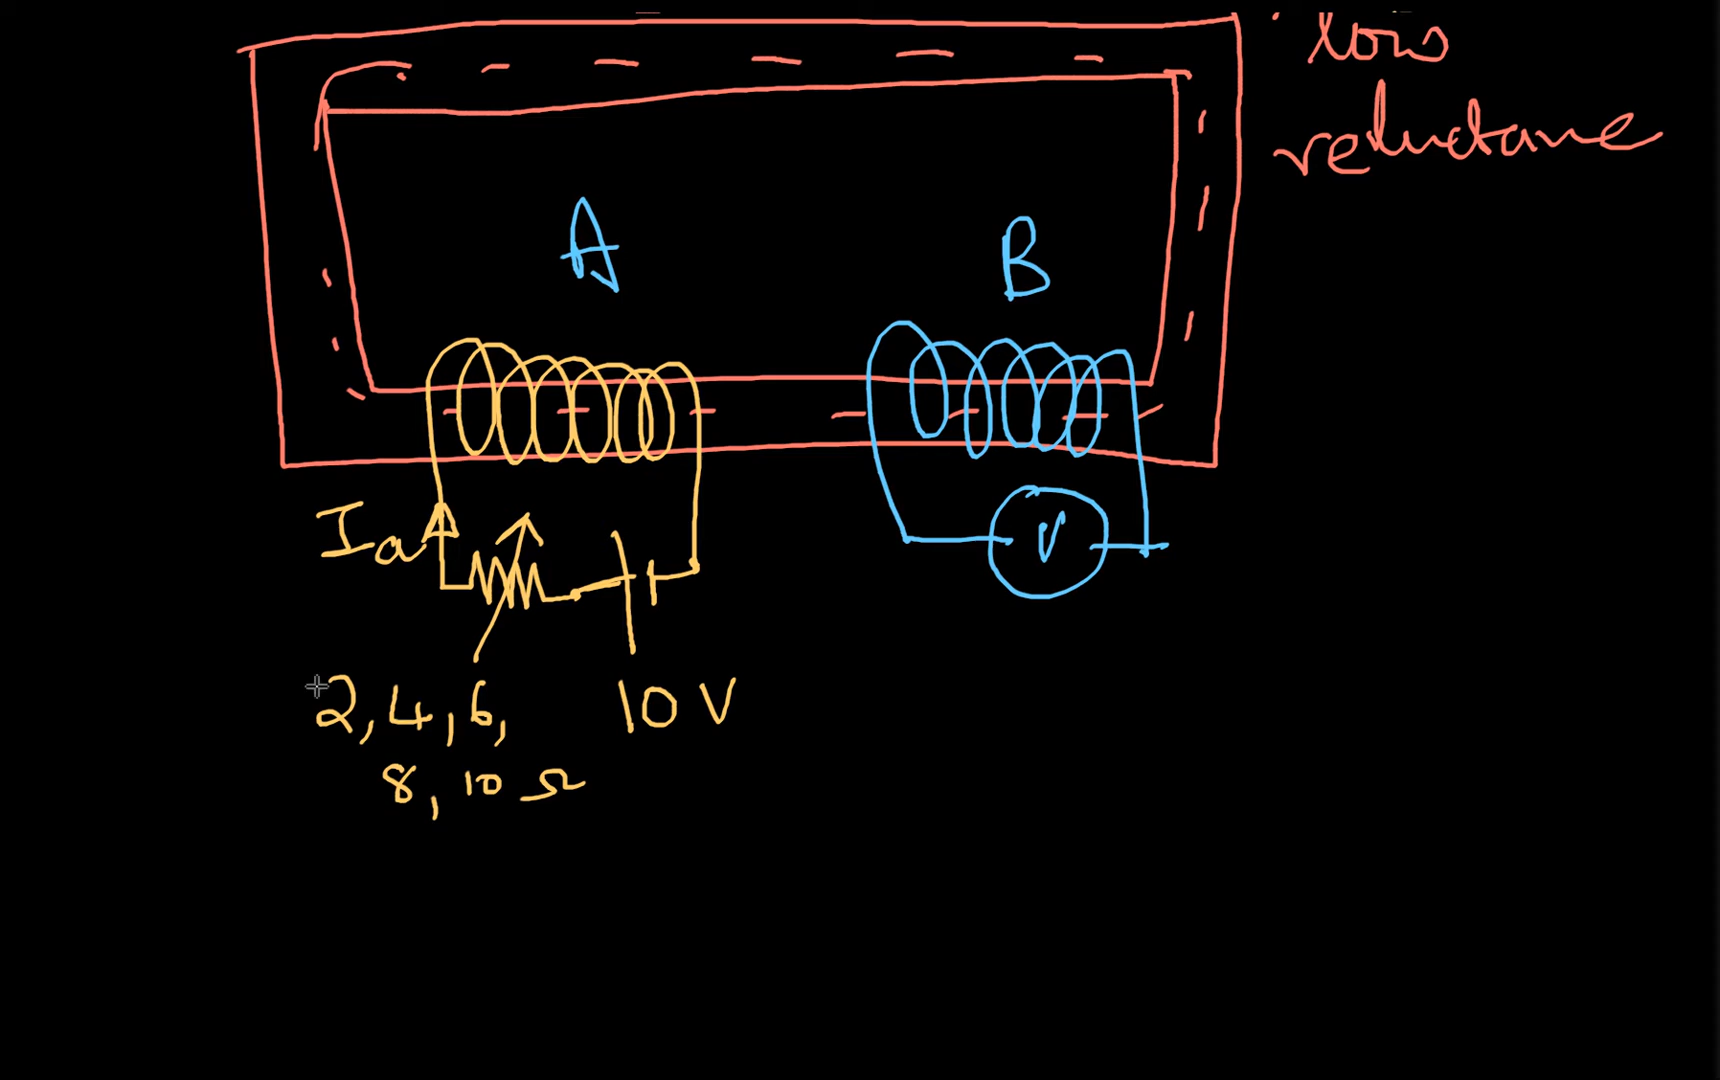 low
reluctance
A
B
Ia
V
2, 4, 6,
10 V
8, 10 Ω